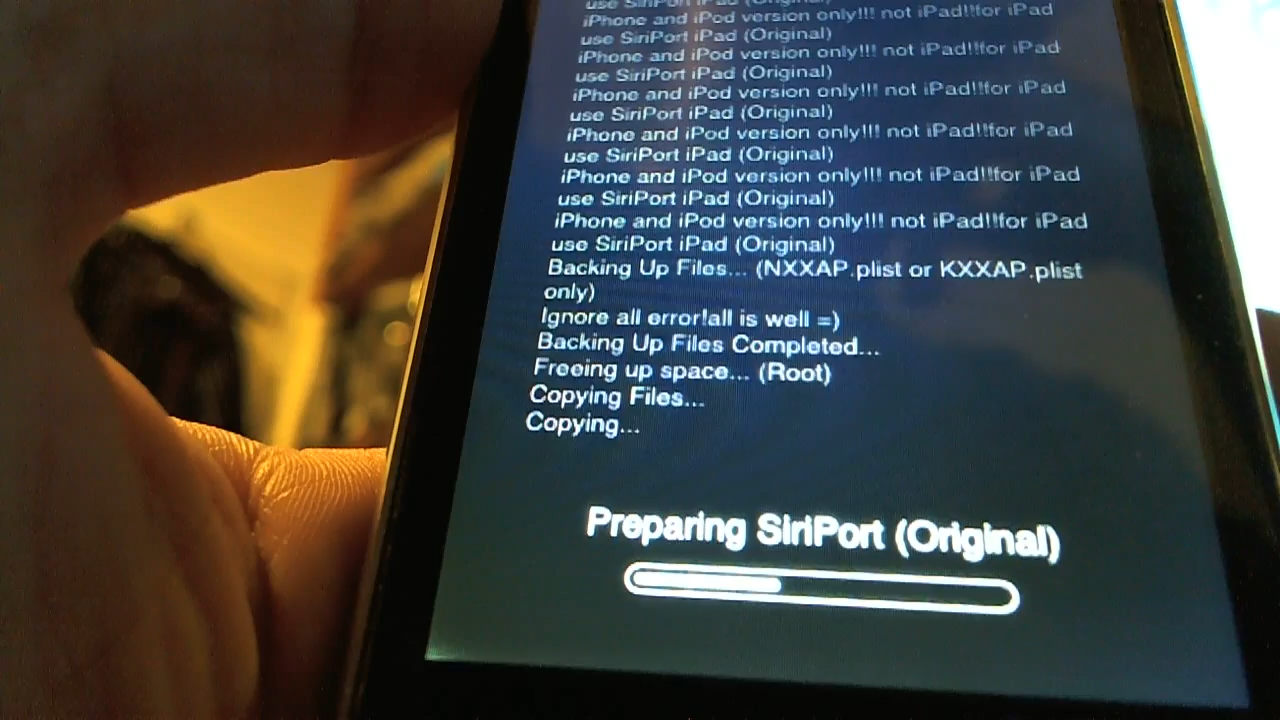 use SiriPort iPad (Original)
iPhone and iPod version only!!! not iPad!!for iPad
use SiriPort iPad (Original)
iPhone and iPod version only!!! not iPad!!for iPad
use SiriPort iPad (Original)
iPhone and iPod version only!!! not iPad!!for iPad
use SiriPort iPad (Original)
iPhone and iPod version only!!! not iPad!!for iPad
use SiriPort iPad (Original)
iPhone and iPod version only!!! not iPad!!for iPad
use SiriPort iPad (Original)
iPhone and iPod version only!!! not iPad!!for iPad
use SiriPort iPad (Original)
Backing Up Files... (NXXAP.plist or KXXAP.plist
only)
Ignore all error!all is well =)
Backing Up Files Completed...
Freeing up space... (Root)
Copying Files...
Copying...
Preparing SiriPort (Original)